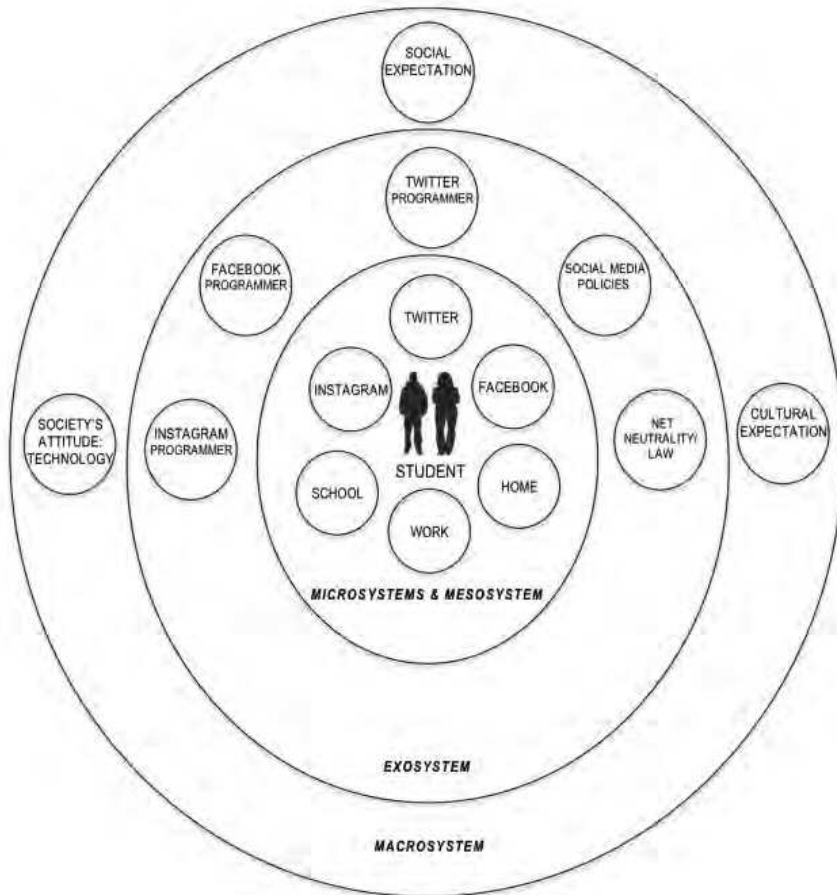 SOCIAL
EXPECTATION
TWITTER
PROGRAMMER
FACEBOOK
PROGRAMMER
SOCIAL MEDIA
POLICIES
TWITTER
INSTAGRAM
FACEBOOK
SOCIETY'S
ATTITUDE:
TECHNOLOGY
INSTAGRAM
PROGRAMMER
NET
NEUTRALITY/
LAW
CULTURAL
EXPECTATION
STUDENT
SCHOOL
HOME
WORK
MICROSYSTEMS & MESOSYSTEM
EXOSYSTEM
MACROSYSTEM